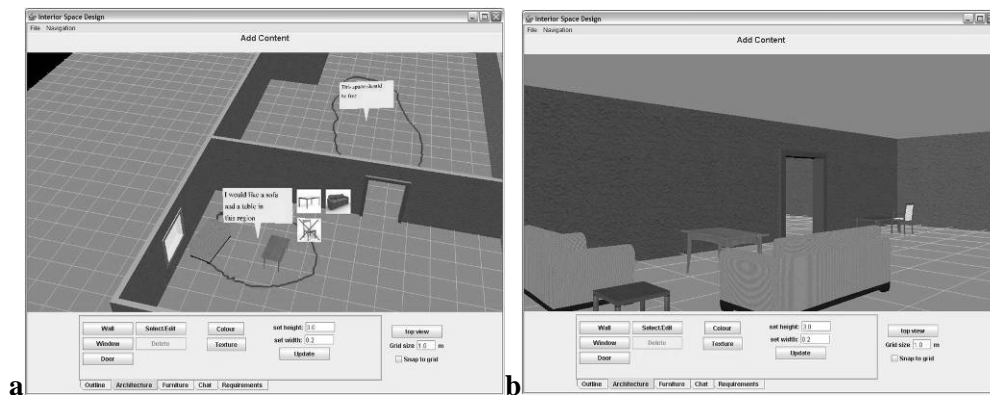 Interior Space Design
File Navigation
Add Content
This space should
be free
I would like a sofa
and a table in
this region
Wall
Select/Edit
Colour
set height: 3.0
top view
Window
Delete
Texture
set width: 0.2
Grid size 1.0 m
Door
Update
Snap to grid
Outline Architecture Furniture Chat Requirements
a
Interior Space Design
File Navigation
Add Content
Wall
Select/Edit
Colour
set height: 3.0
top view
Window
Delete
Texture
set width: 0.2
Grid size 1.0 m
Door
Update
Snap to grid
Outline Architecture Furniture Chat Requirements
b